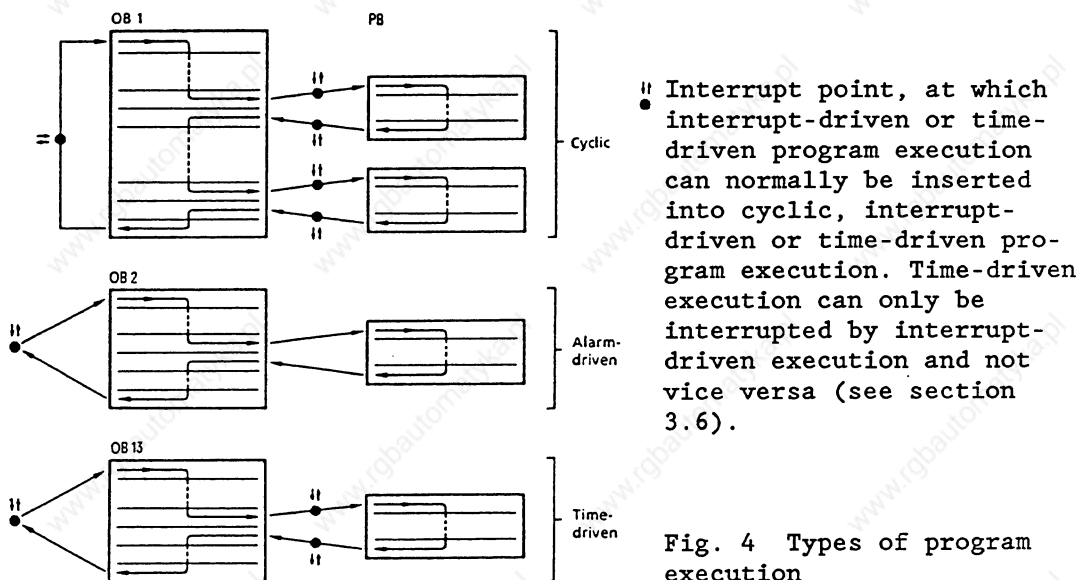 OB 1
PB
Cyclic
OB 2
Alarm-
driven
OB 13
Time-
driven
Interrupt point, at which
interrupt-driven or time-
driven program execution
can normally be inserted
into cyclic, interrupt-
driven or time-driven pro-
gram execution. Time-driven
execution can only be
interrupted by interrupt-
driven execution and not
vice versa (see section
3.6).
Fig. 4 Types of program
execution
www.rgbautomatyka.pl